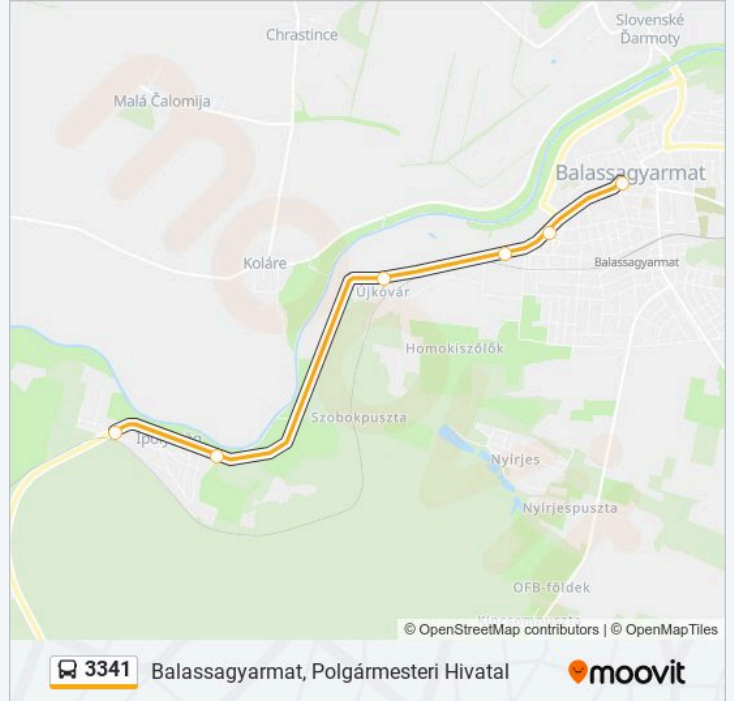 Slovenské
Ďarmoty
Chrastince
Malá Čalomija
Balassagyarmat
Koláre
Balassagyarmat
Újkóvár
Homokiszőlők
Szobokpuszta
Nyírjes
Nyírjespuszta
OFB-földek
© OpenStreetMap contributors | © OpenMapTiles
3341 Balassagyarmat, Polgármesteri Hivatal moovit